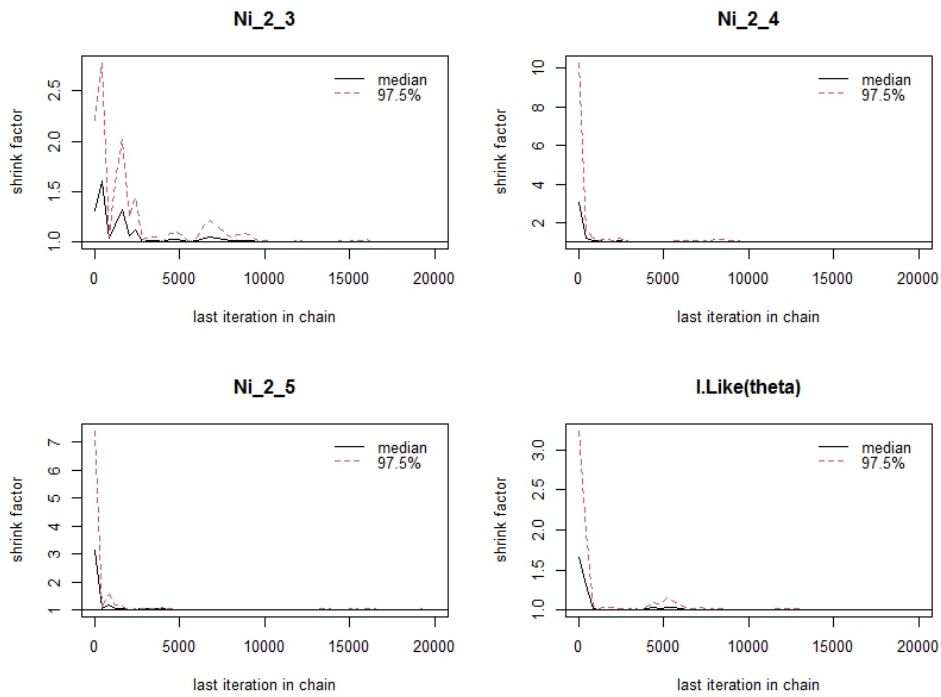 Ni_2_3
median
97.5%
shrink factor
2.5
2.0
1.5
1.0
0 5000 10000 15000 20000
last iteration in chain
Ni_2_4
median
97.5%
shrink factor
10
8
6
4
2
0 5000 10000 15000 20000
last iteration in chain
Ni_2_5
median
97.5%
shrink factor
7
6
5
4
3
2
1
0 5000 10000 15000 20000
last iteration in chain
l.Like(theta)
median
97.5%
shrink factor
3.0
2.5
2.0
1.5
1.0
0 5000 10000 15000 20000
last iteration in chain